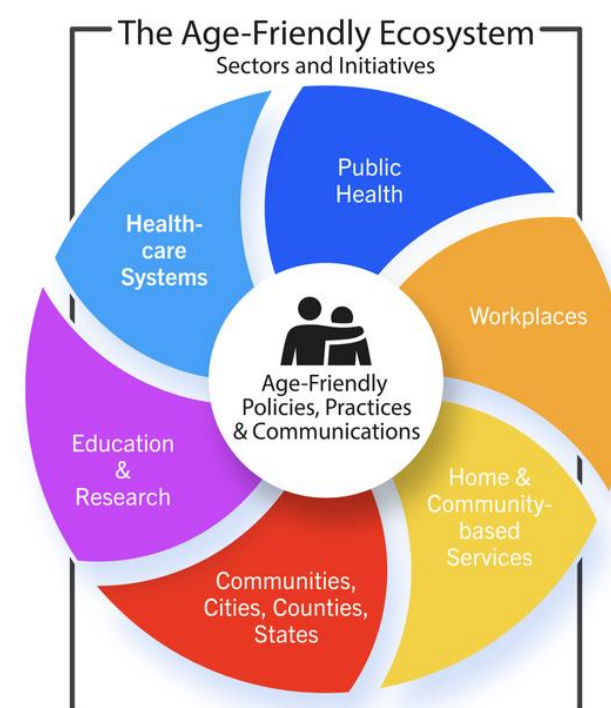 The Age-Friendly Ecosystem
Sectors and Initiatives
Public
Health
Health-
care
Systems
Workplaces
Age-Friendly
Policies, Practices
& Communications
Education
&
Research
Home &
Community-
based
Services
Communities,
Cities, Counties,
States